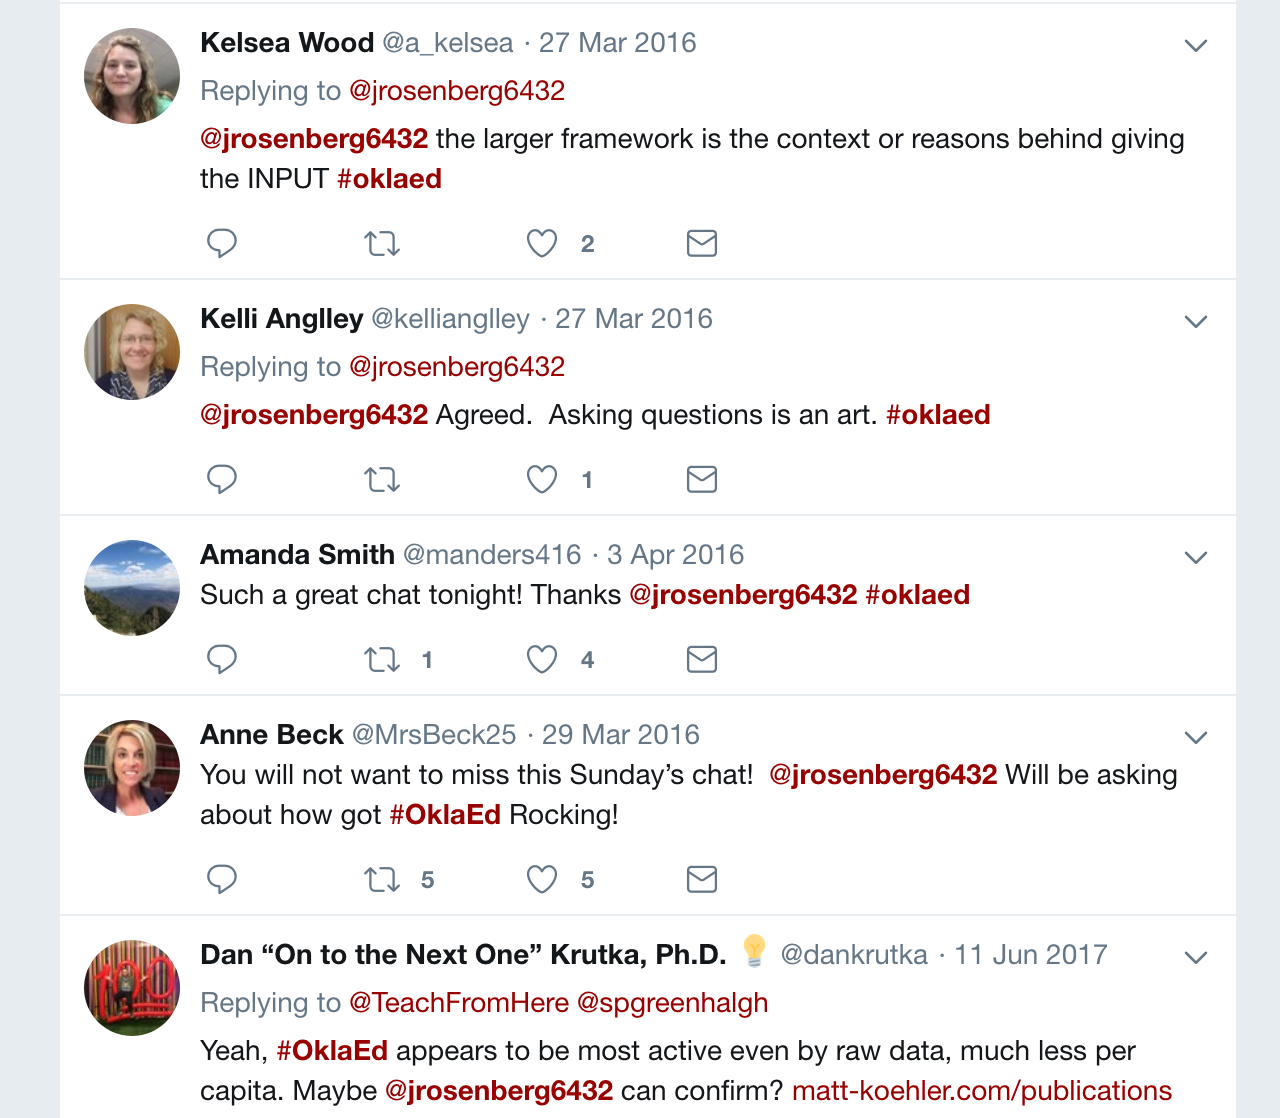 Kelsea Wood @a_kelsea · 27 Mar 2016
Replying to @jrosenberg6432
@jrosenberg6432 the larger framework is the context or reasons behind giving
the INPUT #oklaed
2
Kelli Anglley @kellianglley · 27 Mar 2016
Replying to @jrosenberg6432
@jrosenberg6432 Agreed.  Asking questions is an art. #oklaed
1
Amanda Smith @manders416 · 3 Apr 2016
Such a great chat tonight! Thanks @jrosenberg6432 #oklaed
1 4
Anne Beck @MrsBeck25 · 29 Mar 2016
You will not want to miss this Sunday’s chat!  @jrosenberg6432 Will be asking
about how got #OklaEd Rocking!
5 5
Dan “On to the Next One” Krutka, Ph.D. 💡 @dankrutka · 11 Jun 2017
Replying to @TeachFromHere @spgreenhalgh
Yeah, #OklaEd appears to be most active even by raw data, much less per
capita. Maybe @jrosenberg6432 can confirm? matt-koehler.com/publications
100